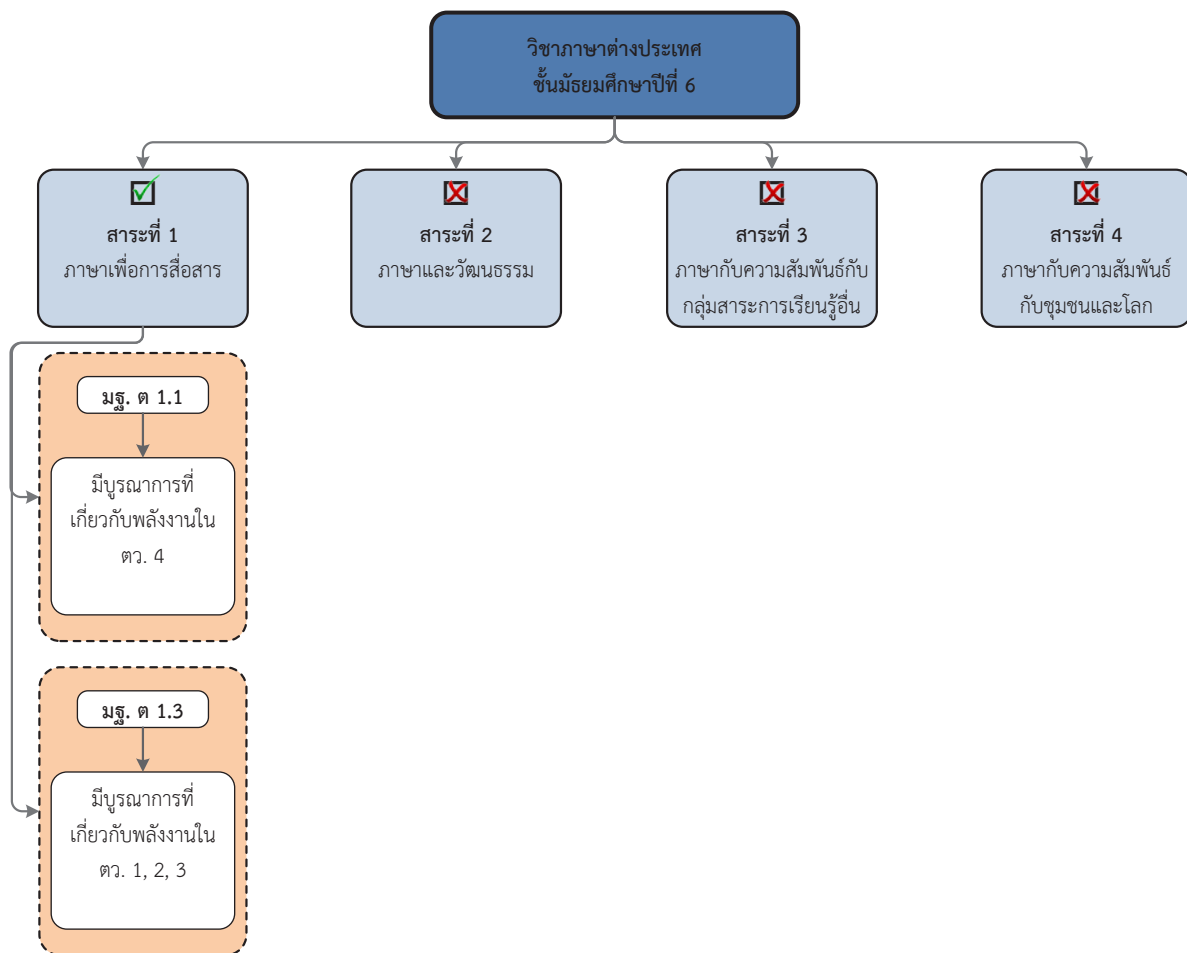 วิชาภาษาต่างประเทศ
ชั้นมัธยมศึกษาปีที่ 6
สาระที่ 1
ภาษาเพื่อการสื่อสาร
สาระที่ 2
ภาษาและวัฒนธรรม
สาระที่ 3
ภาษากับความสัมพันธ์กับ
กลุ่มสาระการเรียนรู้อื่น
สาระที่ 4
ภาษากับความสัมพันธ์
กับชุมชนและโลก
มฐ. ต 1.1
มีบูรณาการที่
เกี่ยวกับพลังงานใน
ตว. 4
มฐ. ต 1.3
มีบูรณาการที่
เกี่ยวกับพลังงานใน
ตว. 1, 2, 3